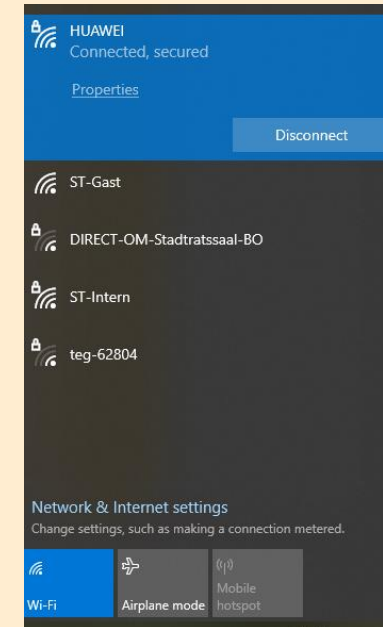 HUAWEI
Connected, secured
Properties
Disconnect
ST-Gast
DIRECT-OM-Stadtratssaal-BO
ST-Intern
teg-62804
Network & Internet settings
Change settings, such as making a connection metered.
Wi-Fi
Airplane mode
Mobile
hotspot